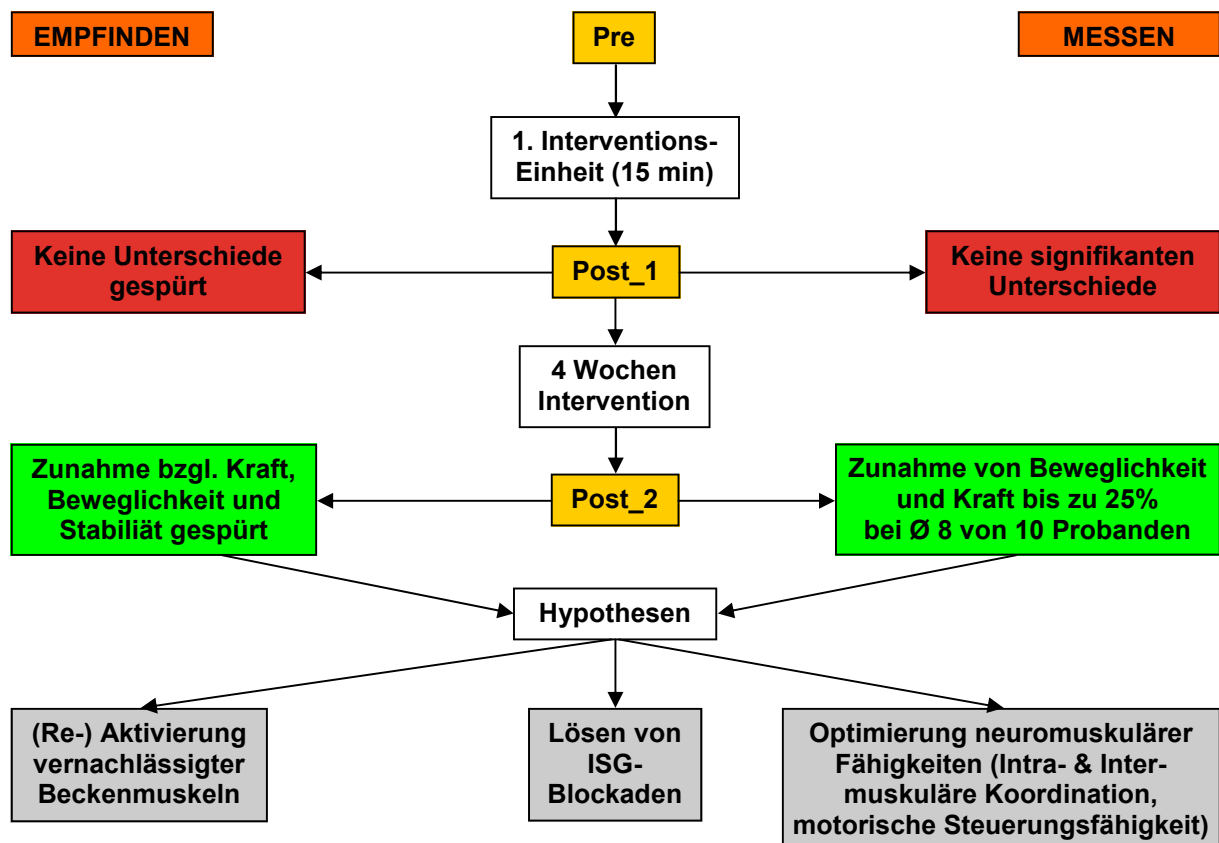 EMPFINDEN
Pre
MESSEN
1. Interventions-
Einheit (15 min)
Keine Unterschiede
gespürt
Post_1
Keine signifikanten
Unterschiede
4 Wochen
Intervention
Zunahme bzgl. Kraft,
Beweglichkeit und
Stabiliät gespürt
Post_2
Zunahme von Beweglichkeit
und Kraft bis zu 25%
bei Ø 8 von 10 Probanden
Hypothesen
(Re-) Aktivierung
vernachlässigter
Beckenmuskeln
Lösen von
ISG-
Blockaden
Optimierung neuromuskulärer
Fähigkeiten (Intra- & Inter-
muskuläre Koordination,
motorische Steuerungsfähigkeit)